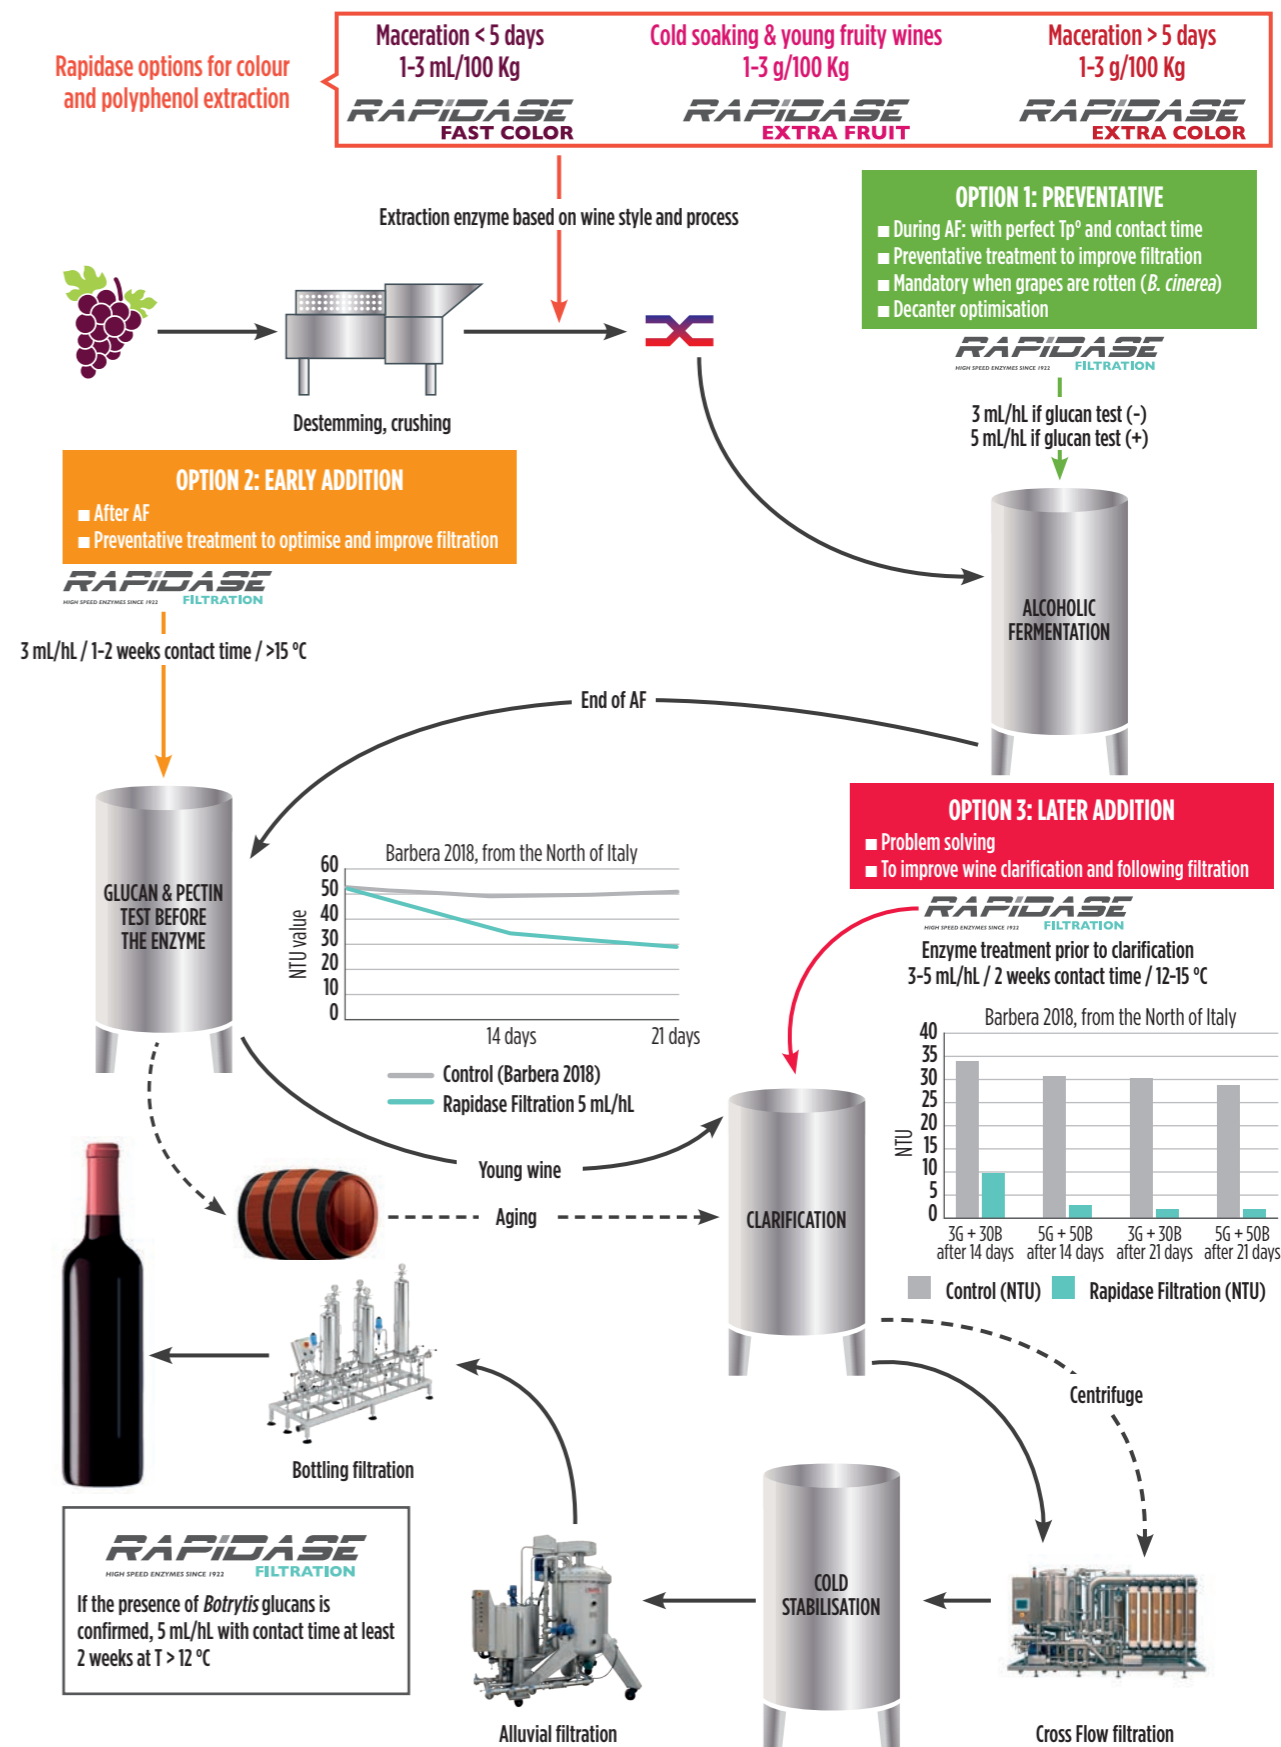 Rapidase options for colour
and polyphenol extraction
Maceration < 5 days
1-3 mL/100 Kg
RAPIDASE
FAST COLOR
Cold soaking & young fruity wines
1-3 g/100 Kg
RAPIDASE
EXTRA FRUIT
Maceration > 5 days
1-3 g/100 Kg
RAPIDASE
EXTRA COLOR
Extraction enzyme based on wine style and process
Destemming, crushing
OPTION 1: PREVENTATIVE
■ During AF: with perfect Tp° and contact time
■ Preventative treatment to improve filtration
■ Mandatory when grapes are rotten (B. cinerea)
■ Decanter optimisation
RAPIDASE
HIGH SPEED ENZYMES SINCE 1922 FILTRATION
3 mL/hL if glucan test (-)
5 mL/hL if glucan test (+)
ALCOHOLIC
FERMENTATION
OPTION 2: EARLY ADDITION
■ After AF
■ Preventative treatment to optimise and improve filtration
RAPIDASE
HIGH SPEED ENZYMES SINCE 1922 FILTRATION
3 mL/hL / 1-2 weeks contact time / >15 °C
End of AF
GLUCAN & PECTIN
TEST BEFORE
THE ENZYME
Barbera 2018, from the North of Italy
NTU value
60
50
40
30
20
10
0
14 days 21 days
Control (Barbera 2018)
Rapidase Filtration 5 mL/hL
OPTION 3: LATER ADDITION
■ Problem solving
■ To improve wine clarification and following filtration
RAPIDASE
HIGH SPEED ENZYMES SINCE 1922 FILTRATION
Enzyme treatment prior to clarification
3-5 mL/hL / 2 weeks contact time / 12-15 °C
Barbera 2018, from the North of Italy
NTU
40
35
30
25
20
15
10
5
0
3G + 30B
after 14 days
5G + 50B
after 14 days
3G + 30B
after 21 days
5G + 50B
after 21 days
Control (NTU) Rapidase Filtration (NTU)
Young wine
Aging
CLARIFICATION
Centrifuge
Cross Flow filtration
COLD
STABILISATION
Alluvial filtration
Bottling filtration
RAPIDASE
HIGH SPEED ENZYMES SINCE 1922 FILTRATION
If the presence of Botrytis glucans is
confirmed, 5 mL/hL with contact time at least
2 weeks at T > 12 °C